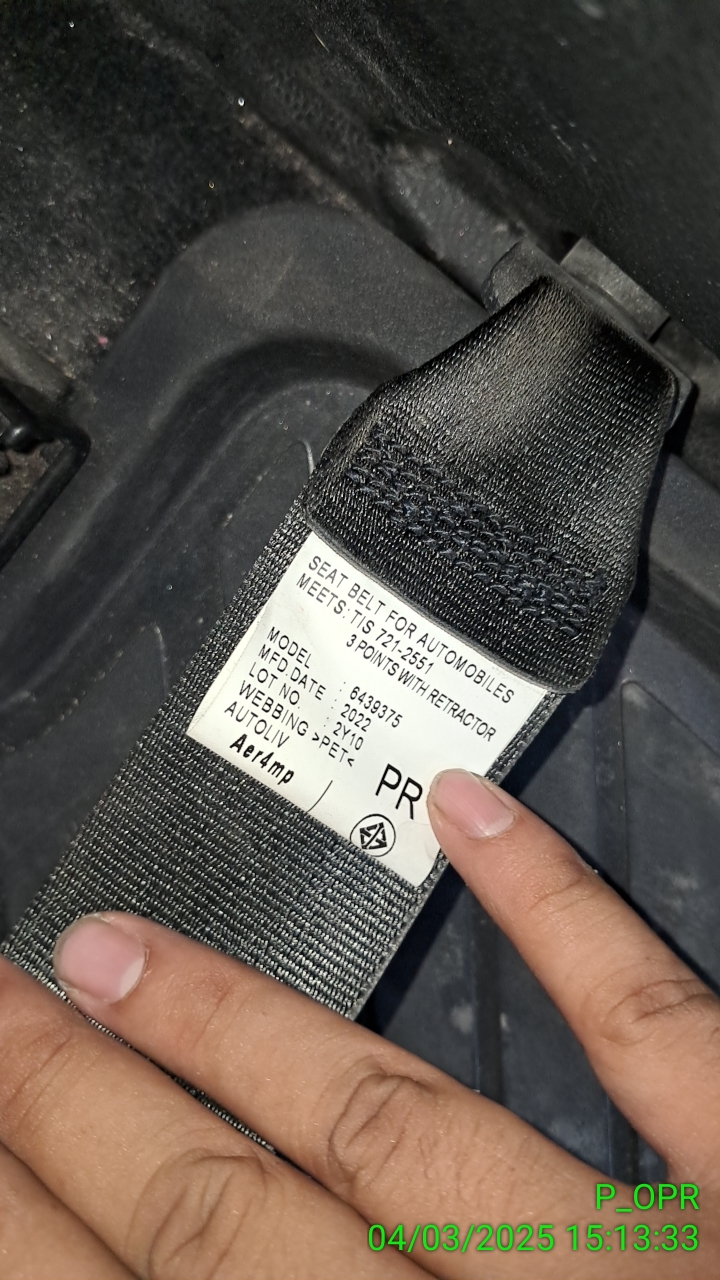 SEAT BELT FOR AUTOMOBILES
MEETS: TIS 721-2551
3 POINTS WITH RETRACTOR
MODEL : 6439375
MFD.DATE : 2022
LOT NO. : 2Y10
WEBBING >PET<
AUTOLIV
Aer4mp
PR
P_OPR
04/03/2025 15:13:33